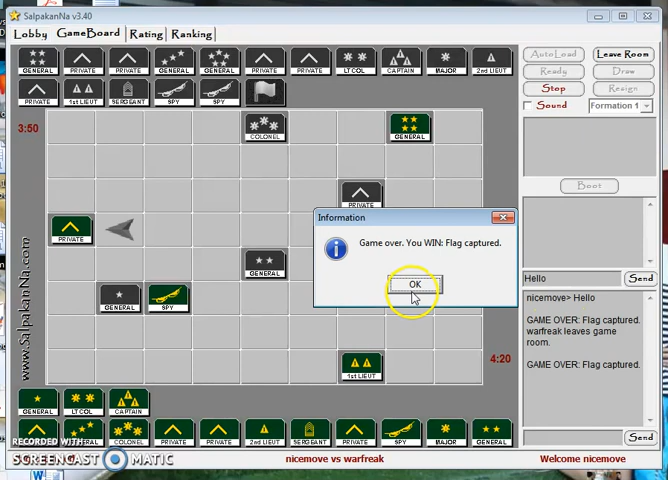 SalpakanNa v3.40
Lobby GameBoard Rating Ranking
GENERAL PRIVATE PRIVATE GENERAL GENERAL PRIVATE PRIVATE LTCOL CAPTAIN MAJOR 2nd LIEUT
PRIVATE 1st LIEUT SERGEANT SPY SPY
AutoLoad Leave Room
Ready Draw
Stop Resign
Sound Formation 1
3:50
COLONEL GENERAL
Boot
PRIVATE
PRIVATE
GENERAL
GENERAL SPY
1st LIEUT
4:20
www.SalpakanNa.com
Information
Game over. You WIN: Flag captured.
OK
Hello Send
nicemove> Hello
GAME OVER: Flag captured.
warfreak leaves game
room.
GAME OVER: Flag captured.
Send
GENERAL LTCOL CAPTAIN
COLONEL PRIVATE PRIVATE 2nd LIEUT SERGEANT PRIVATE SPY MAJOR GENERAL
RECORDED WITH
SCREENCAST MATIC
nicemove vs warfreak
Welcome nicemove